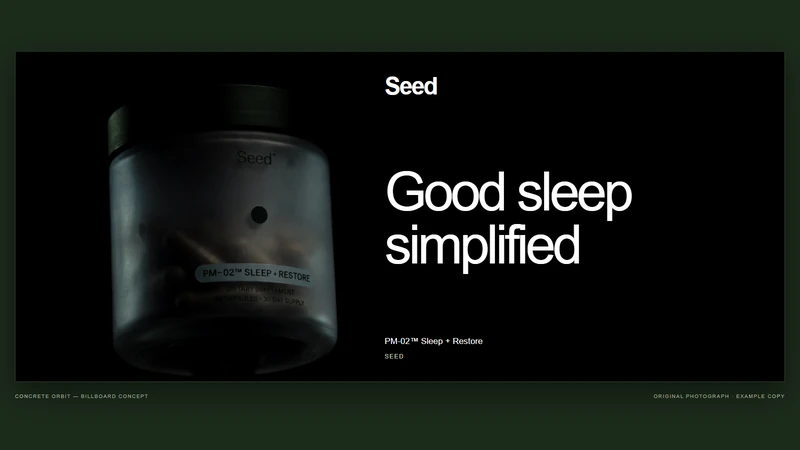 Seed
Seed
PM-02™ SLEEP+RESTORE
Good sleep
simplified
PM-02™ Sleep + Restore
SEED
CONCRETE ORBIT — BILLBOARD CONCEPT
ORIGINAL PHOTOGRAPH · EXAMPLE COPY